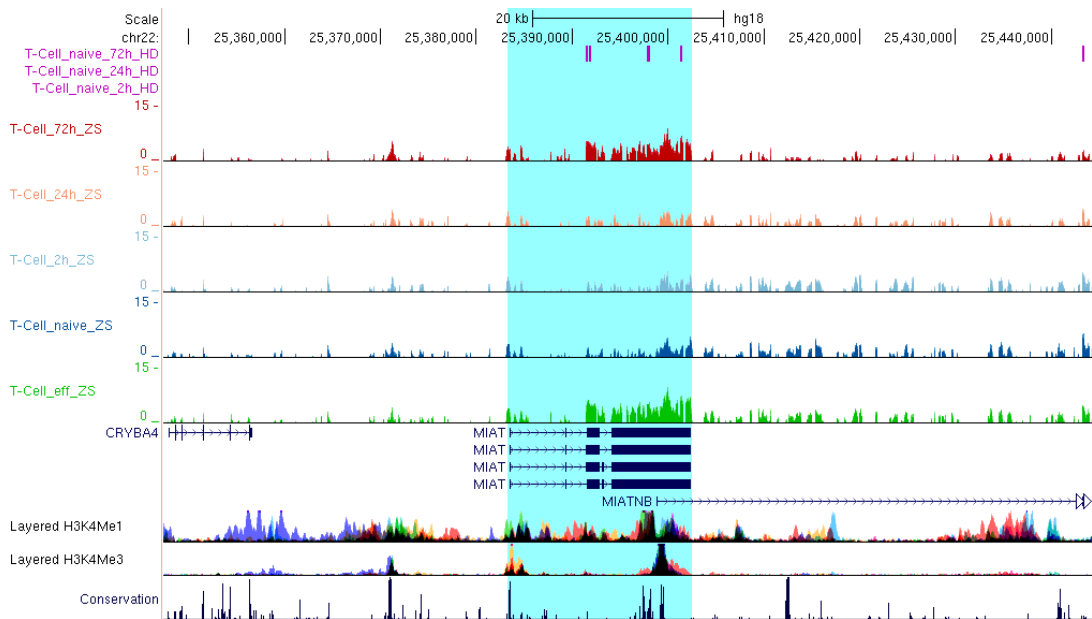 Scale 20 kb hg18
chr22: 25,360,000 25,370,000 25,380,000 25,390,000 25,400,000 25,410,000 25,420,000 25,430,000 25,440,000
T-Cell_naive_72h_HD
T-Cell_naive_24h_HD
T-Cell_naive_2h_HD
15 -
T-Cell_72h_ZS
0 _
15 -
T-Cell_24h_ZS
0 _
15 -
T-Cell_2h_ZS
0 _
15 -
T-Cell_naive_ZS
0 _
15 -
T-Cell_eff_ZS
0 _
CRYBA4 MIAT
MIAT
MIAT
MIAT
MIATNB
Layered H3K4Me1
Layered H3K4Me3
Conservation